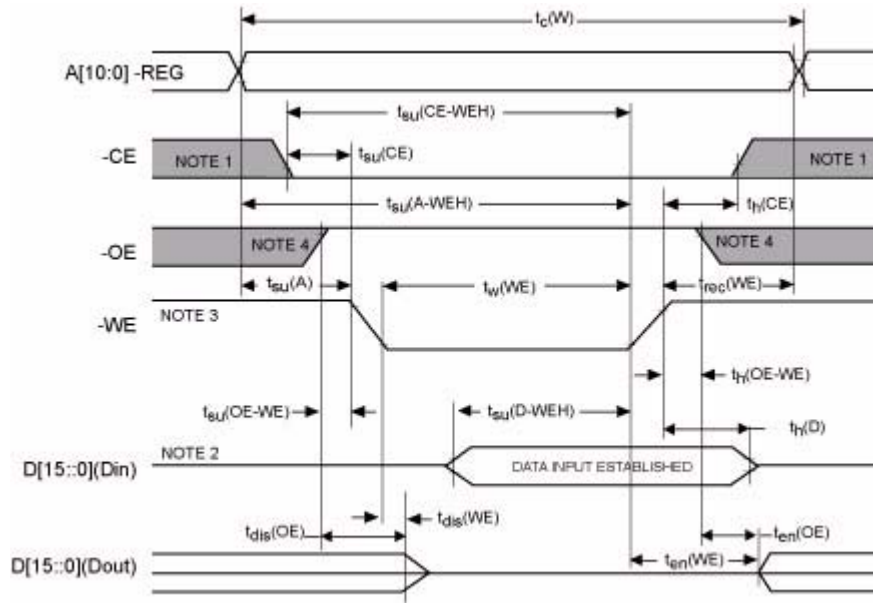 tc(W)
A[10:0] -REG
tsu(CE-WEH)
-CE
NOTE 1
tsu(CE)
NOTE 1
tsu(A-WEH)
th(CE)
-OE
NOTE 4
NOTE 4
tsu(A)
tw(WE)
trec(WE)
-WE
NOTE 3
th(OE-WE)
tsu(OE-WE)
tsu(D-WEH)
th(D)
NOTE 2
D[15::0](Din)
DATA INPUT ESTABLISHED
tdis(WE)
tdis(OE)
ten(OE)
ten(WE)
D[15::0](Dout)